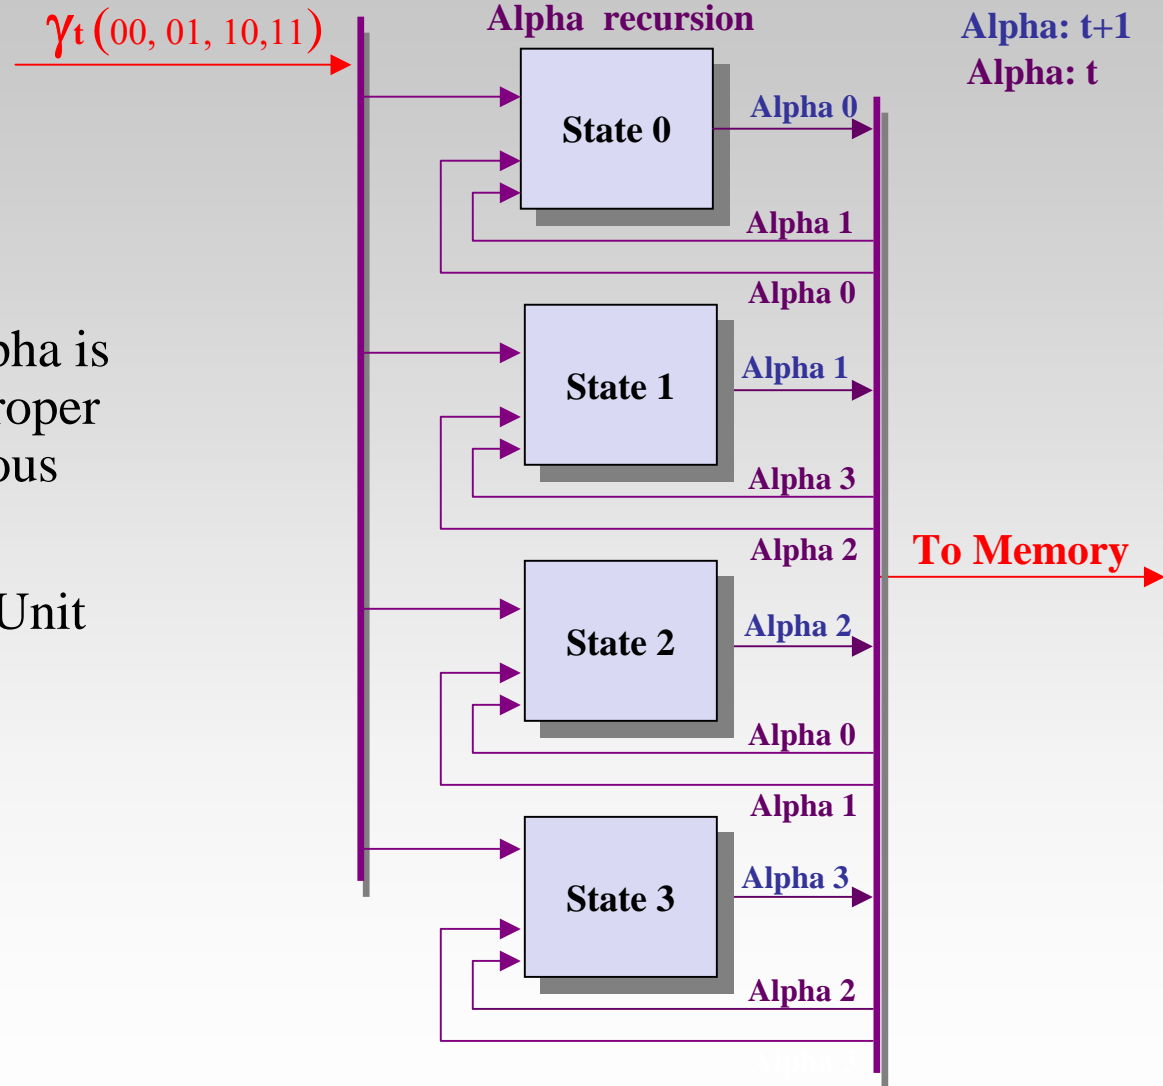 Alpha recursion
γt (00, 01, 10,11)
Alpha: t+1
Alpha: t
State 0
Alpha 0
Alpha 1
Alpha 0
pha is
roper
ous
Unit
State 1
Alpha 1
Alpha 3
Alpha 2
To Memory
State 2
Alpha 2
Alpha 0
Alpha 1
State 3
Alpha 3
Alpha 2